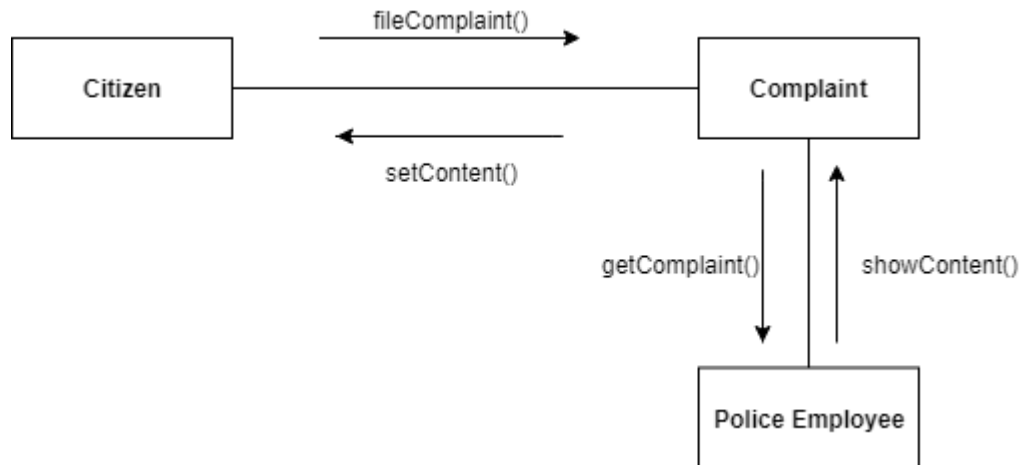 fileComplaint()
Citizen
Complaint
setContent()
getComplaint()
showContent()
Police Employee